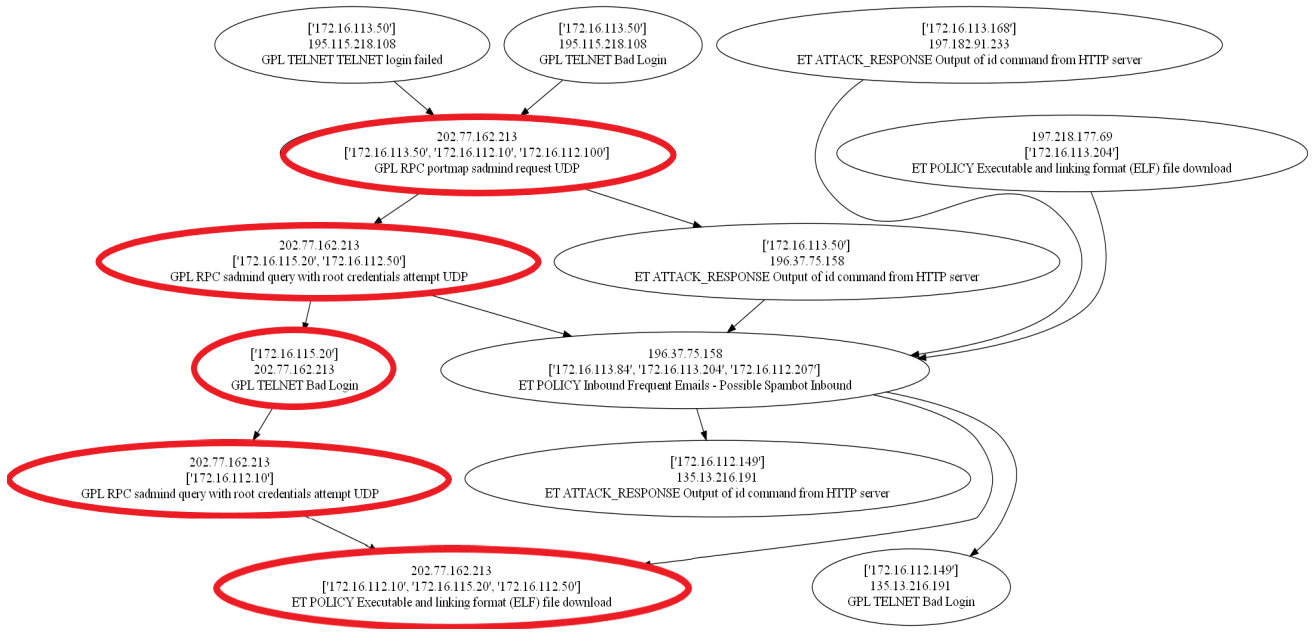 ['172.16.113.50']
195.115.218.108
GPL TELNET TELNET login failed
['172.16.113.50']
195.115.218.108
GPL TELNET Bad Login
['172.16.113.168']
197.182.91.233
ET ATTACK_RESPONSE Output of id command from HTTP server
202.77.162.213
['172.16.113.50', '172.16.112.10', '172.16.112.100']
GPL RPC portmap sadmind request UDP
197.218.177.69
['172.16.113.204']
ET POLICY Executable and linking format (ELF) file download
202.77.162.213
['172.16.115.20', '172.16.112.50']
GPL RPC sadmind query with root credentials attempt UDP
['172.16.113.50']
196.37.75.158
ET ATTACK_RESPONSE Output of id command from HTTP server
['172.16.115.20']
202.77.162.213
GPL TELNET Bad Login
196.37.75.158
['172.16.113.84', '172.16.113.204', '172.16.112.207']
ET POLICY Inbound Frequent Emails - Possible Spambot Inbound
202.77.162.213
['172.16.112.10']
GPL RPC sadmind query with root credentials attempt UDP
['172.16.112.149']
135.13.216.191
ET ATTACK_RESPONSE Output of id command from HTTP server
202.77.162.213
['172.16.112.10', '172.16.115.20', '172.16.112.50']
ET POLICY Executable and linking format (ELF) file download
['172.16.112.149']
135.13.216.191
GPL TELNET Bad Login